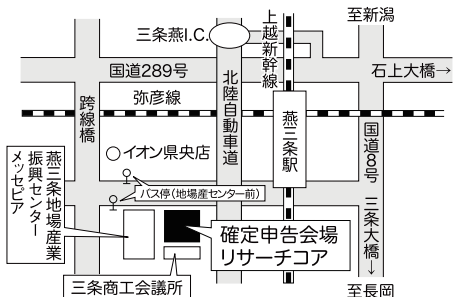 至新潟
三条燕I.C.
上越新幹線
国道289号
石上大橋→
北陸自動車道
跨線橋
弥彦線
燕三条駅
国道8号
三条大橋→
イオン県央店
バス停(地場産センター前)
燕三条地場産業
振興センター
メッセピア
確定申告会場
リサーチコア
三条商工会議所
至長岡